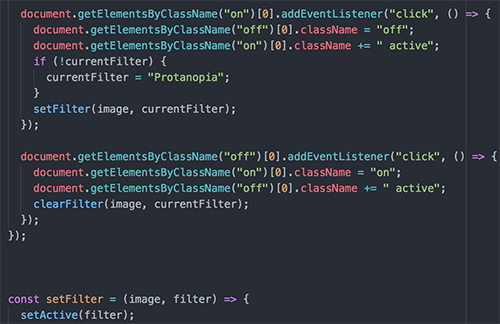 document.getElementsByClassName("on")[0].addEventListener("click", () => {
document.getElementsByClassName("off")[0].className = "off";
document.getElementsByClassName("on")[0].className += " active";
if (!currentFilter) {
currentFilter = "Protanopia";
}
setFilter(image, currentFilter);
});
document.getElementsByClassName("off")[0].addEventListener("click", () => {
document.getElementsByClassName("on")[0].className = "on";
document.getElementsByClassName("off")[0].className += " active";
clearFilter(image, currentFilter);
});
});
const setFilter = (image, filter) => {
setActive(filter);